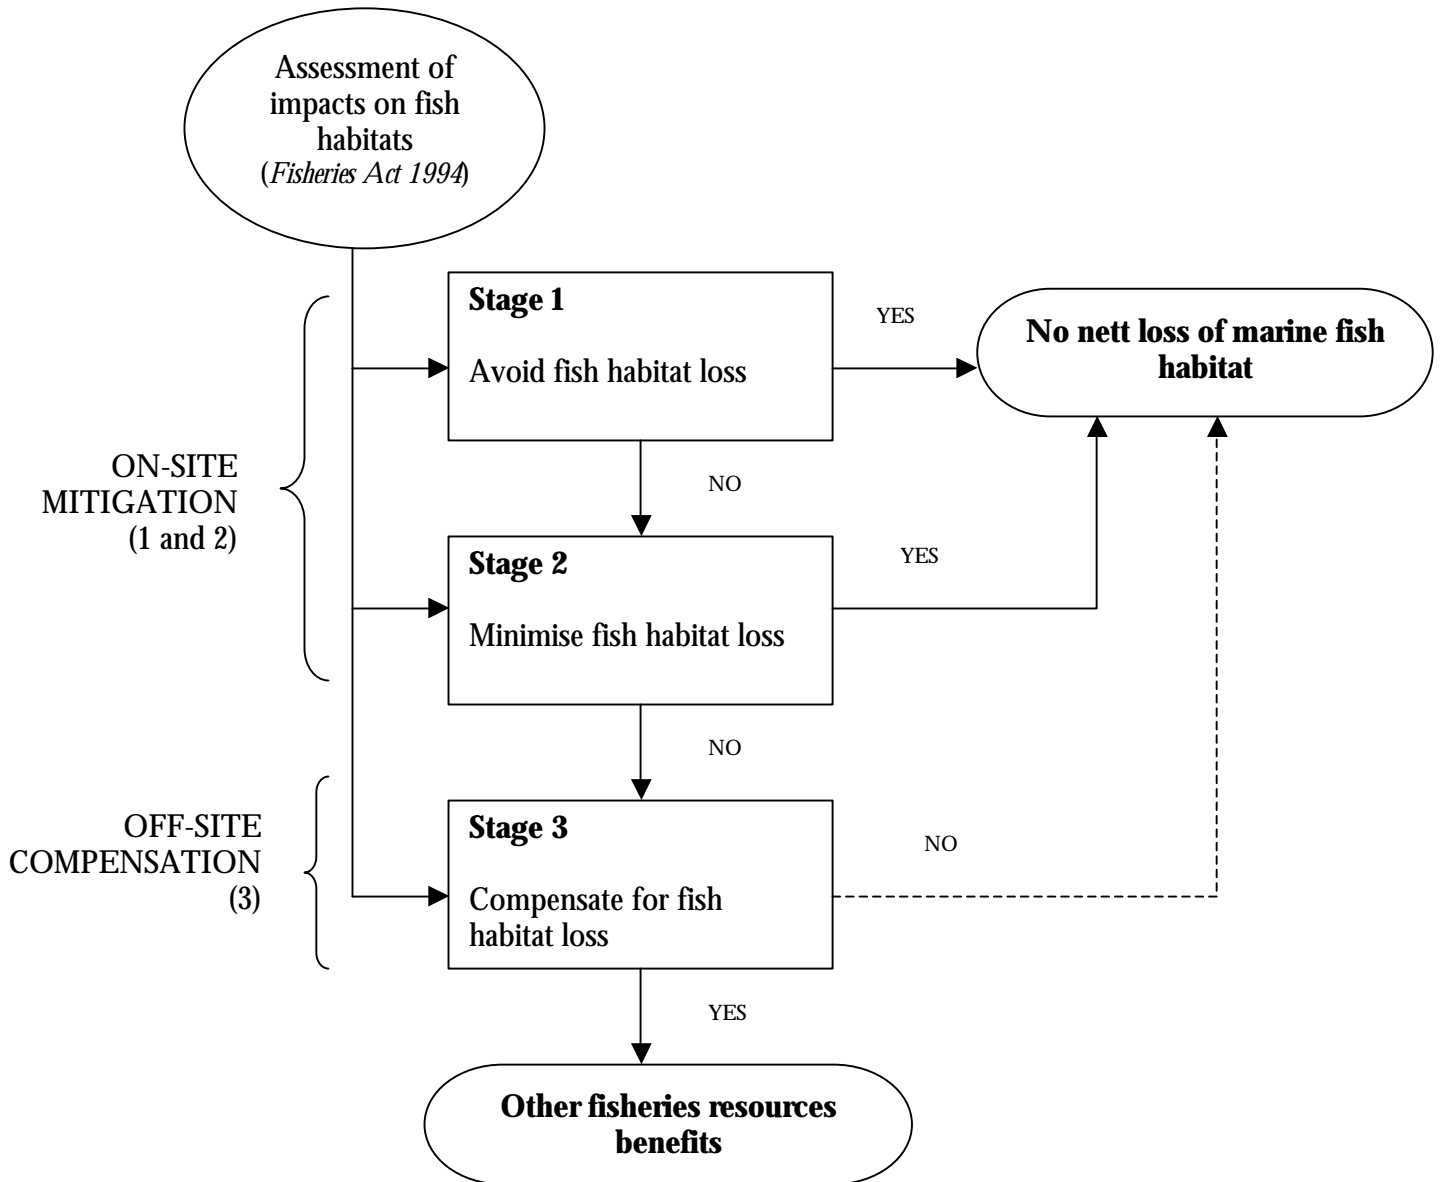 Assessment of
impacts on fish
habitats
(Fisheries Act 1994)
Stage 1
Avoid fish habitat loss
YES
No nett loss of marine fish
habitat
NO
ON-SITE
MITIGATION
(1 and 2)
Stage 2
Minimise fish habitat loss
YES
NO
OFF-SITE
COMPENSATION
(3)
Stage 3
Compensate for fish
habitat loss
NO
YES
Other fisheries resources
benefits